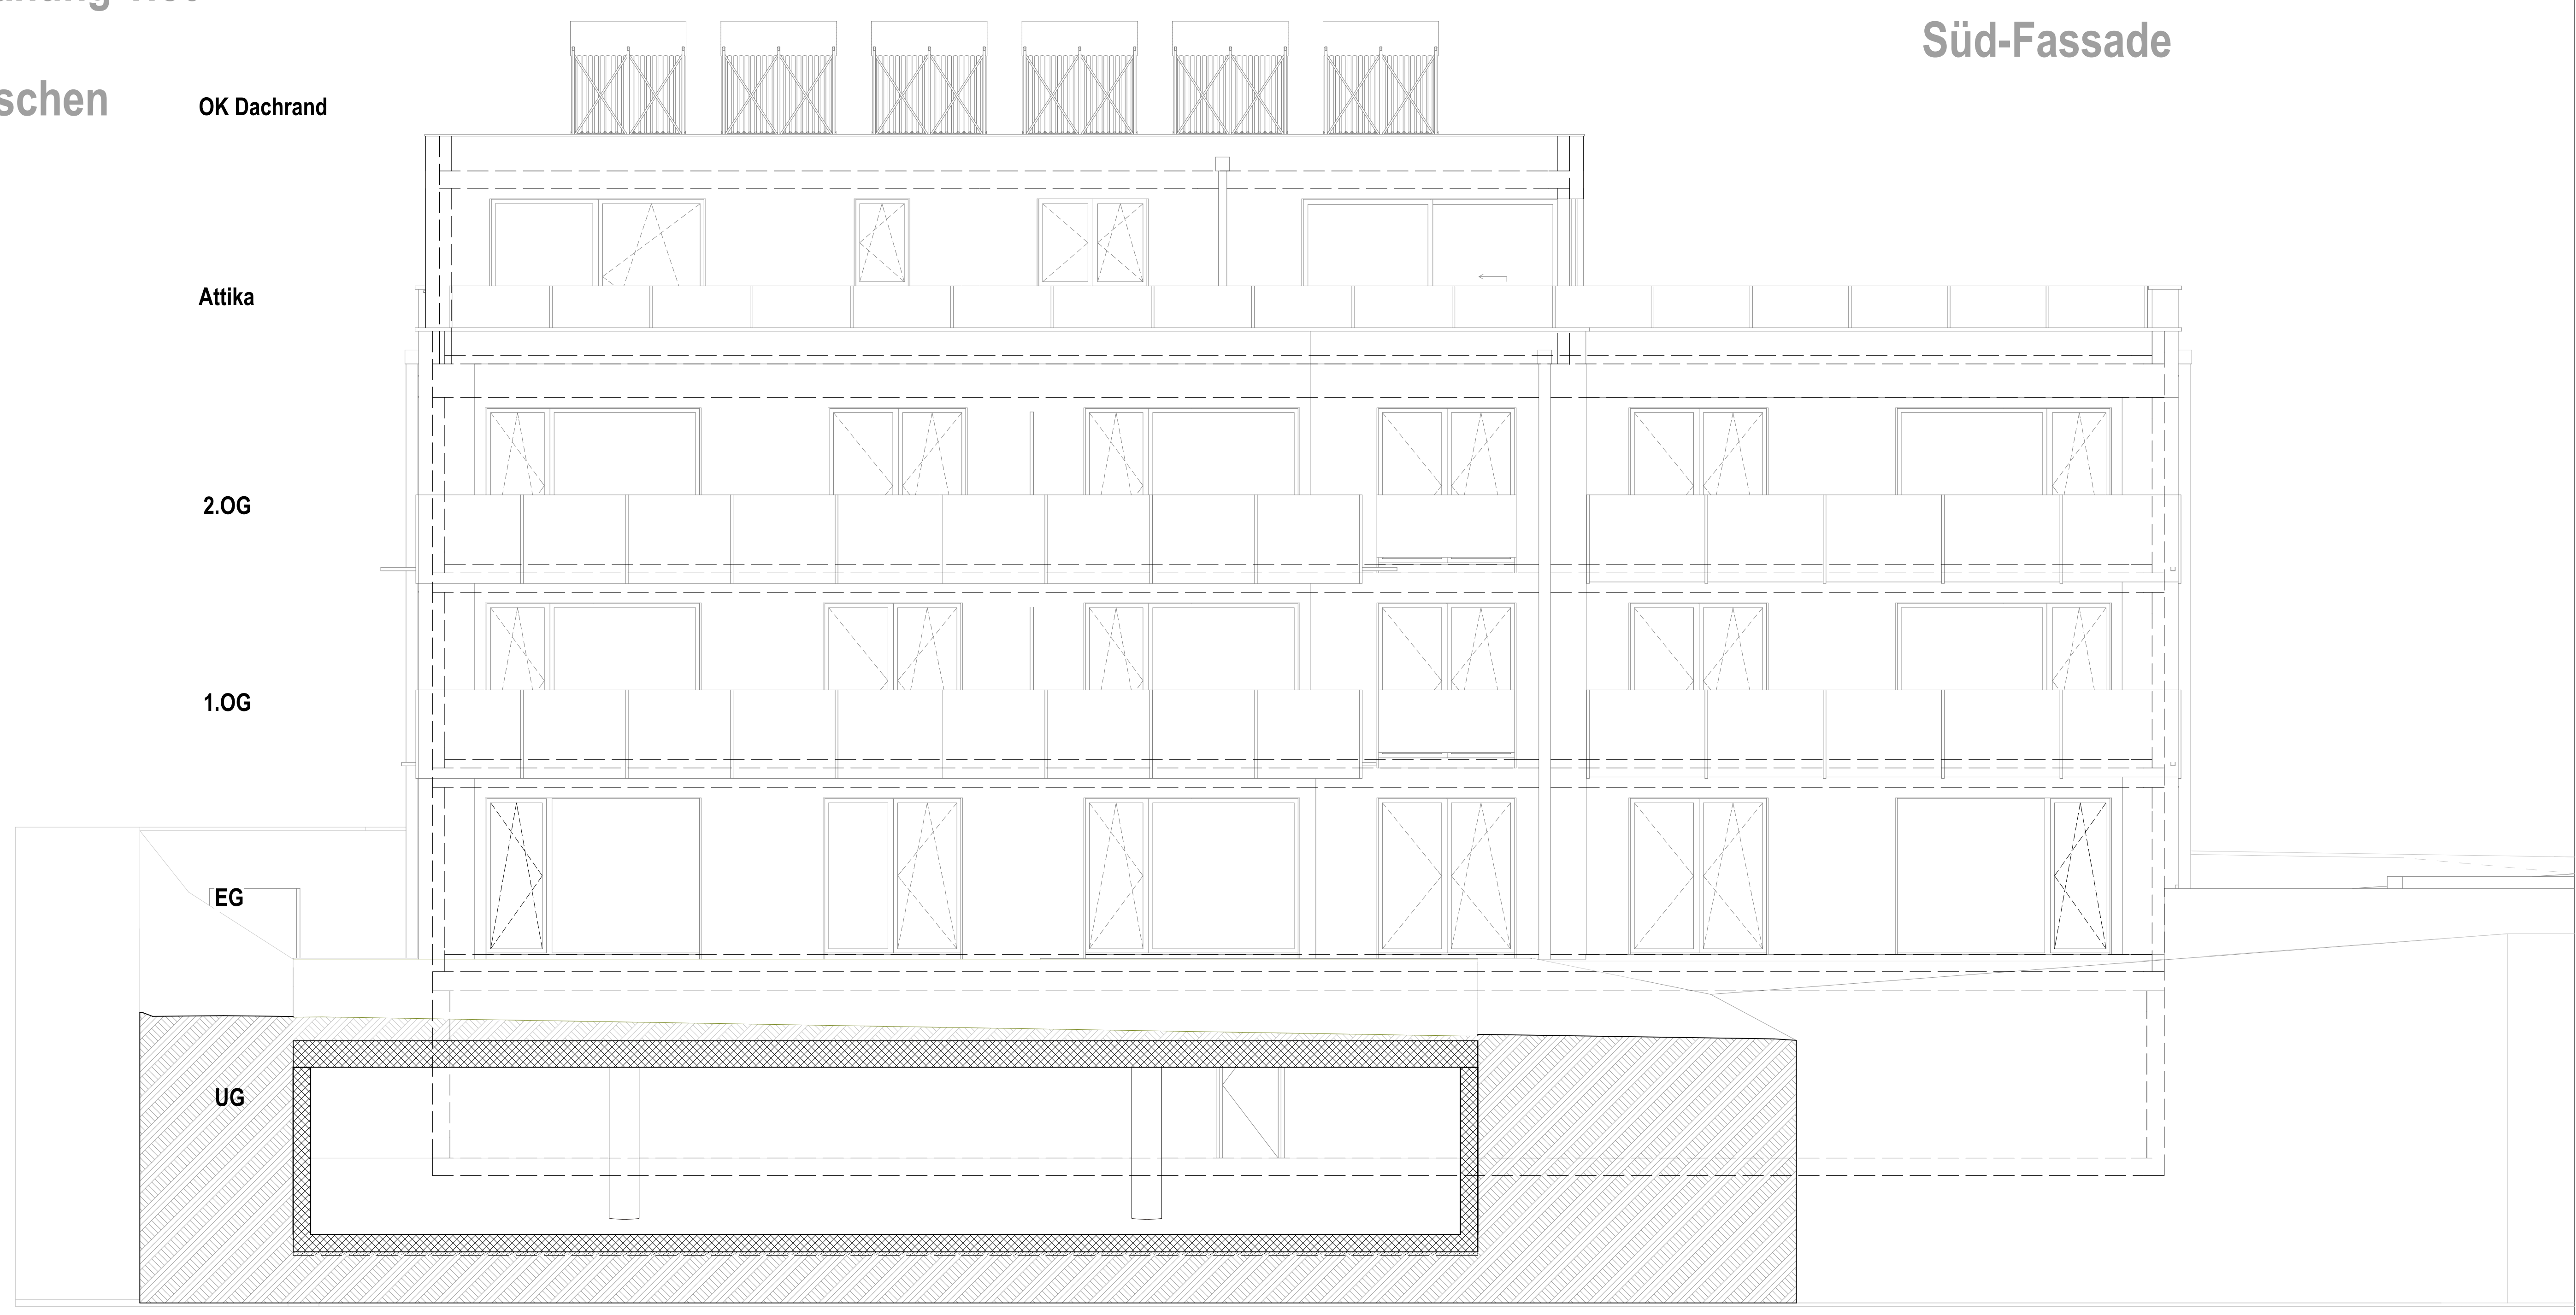 Süd-Fassade
schen
OK Dachrand
Attika
2.OG
1.OG
EG
UG